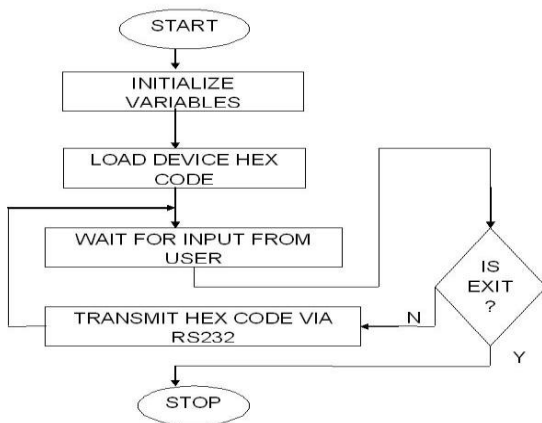 START
INITIALIZE
VARIABLES
LOAD DEVICE HEX
CODE
WAIT FOR INPUT FROM
USER
IS
EXIT
?
N
TRANSMIT HEX CODE VIA
RS232
Y
STOP